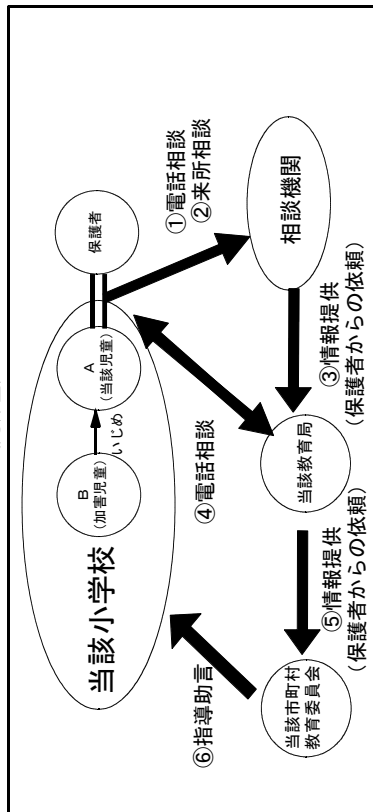 当該小学校
B
(加害児童)
いじめ
A
(当該児童)
保護者
①電話相談
②来所相談
相談機関
③情報提供
(保護者からの依頼)
④電話相談
当該教育局
⑤情報提供
(保護者からの依頼)
当該市町村
教育委員会
⑥指導助言